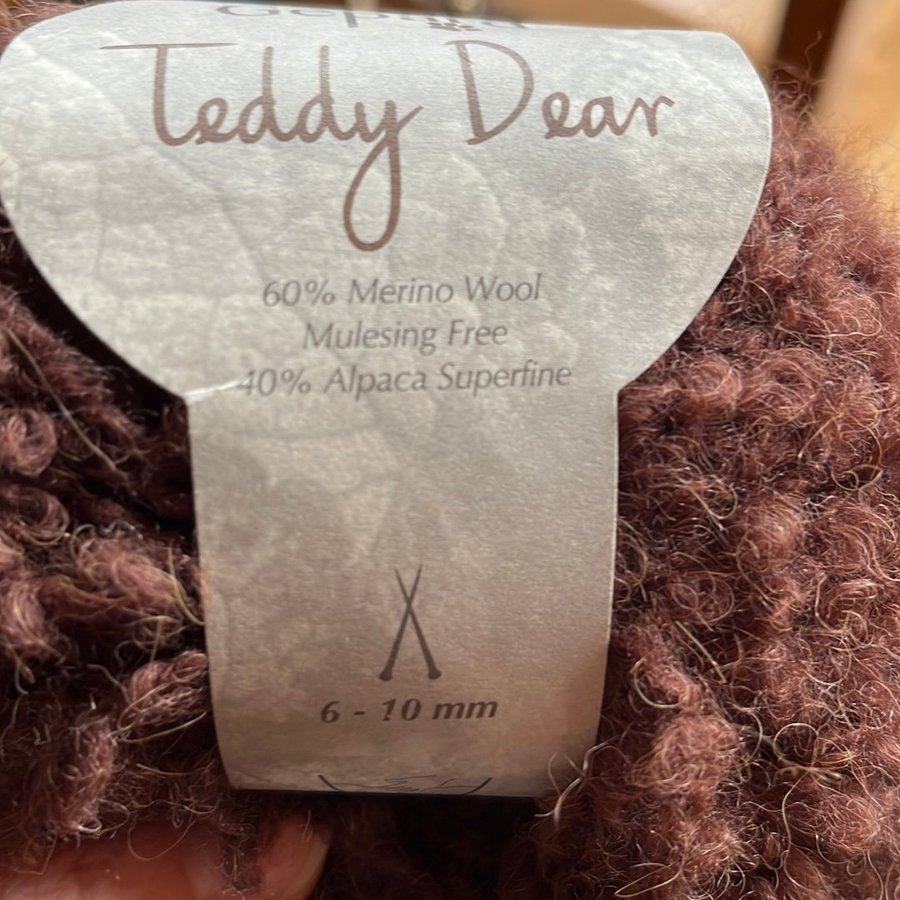 Teddy Dear
60% Merino Wool
Mulesing Free
40% Alpaca Superfine
6 - 10 mm